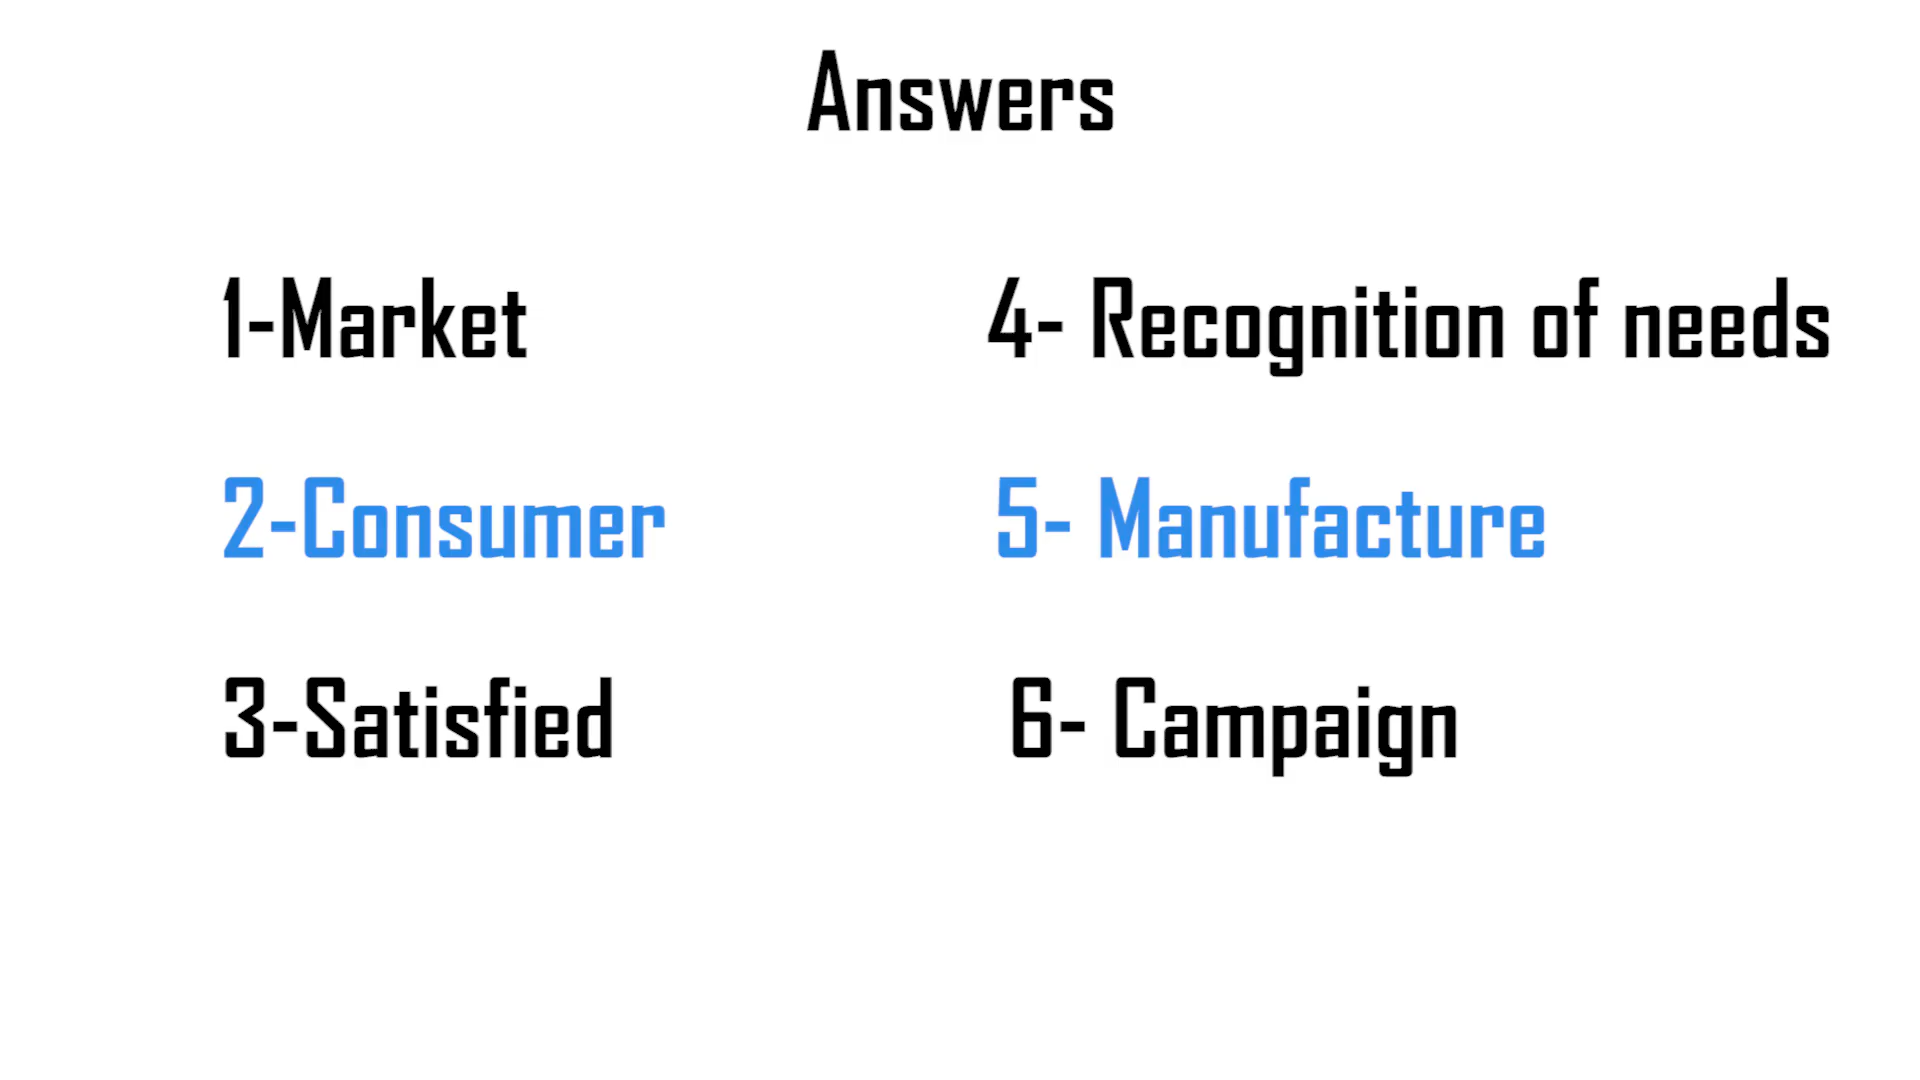 Answers
1-Market
2-Consumer
3-Satisfied
4- Recognition of needs
5- Manufacture
6- Campaign